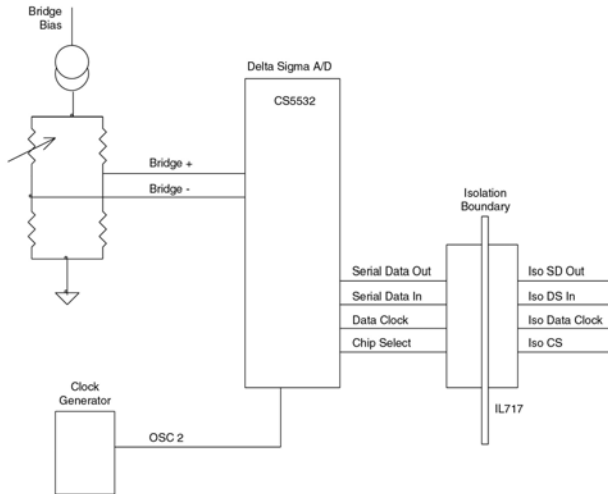 Bridge
Bias
Delta Sigma A/D
CS5532
Bridge +
Bridge -
Isolation
Boundary
Serial Data Out
Iso SD Out
Serial Data In
Iso DS In
Data Clock
Iso Data Clock
Chip Select
Iso CS
Clock
Generator
IL717
OSC 2